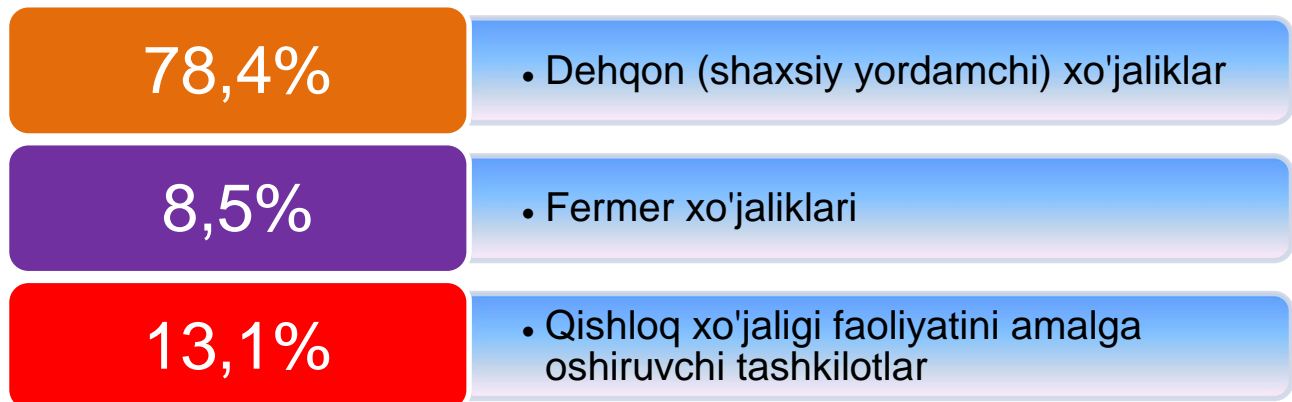 78,4%
• Dehqon (shaxsiy yordamchi) xo'jaliklar
8,5%
• Fermer xo'jaliklari
13,1%
• Qishloq xo'jaligi faoliyatini amalga
oshiruvchi tashkilotlar